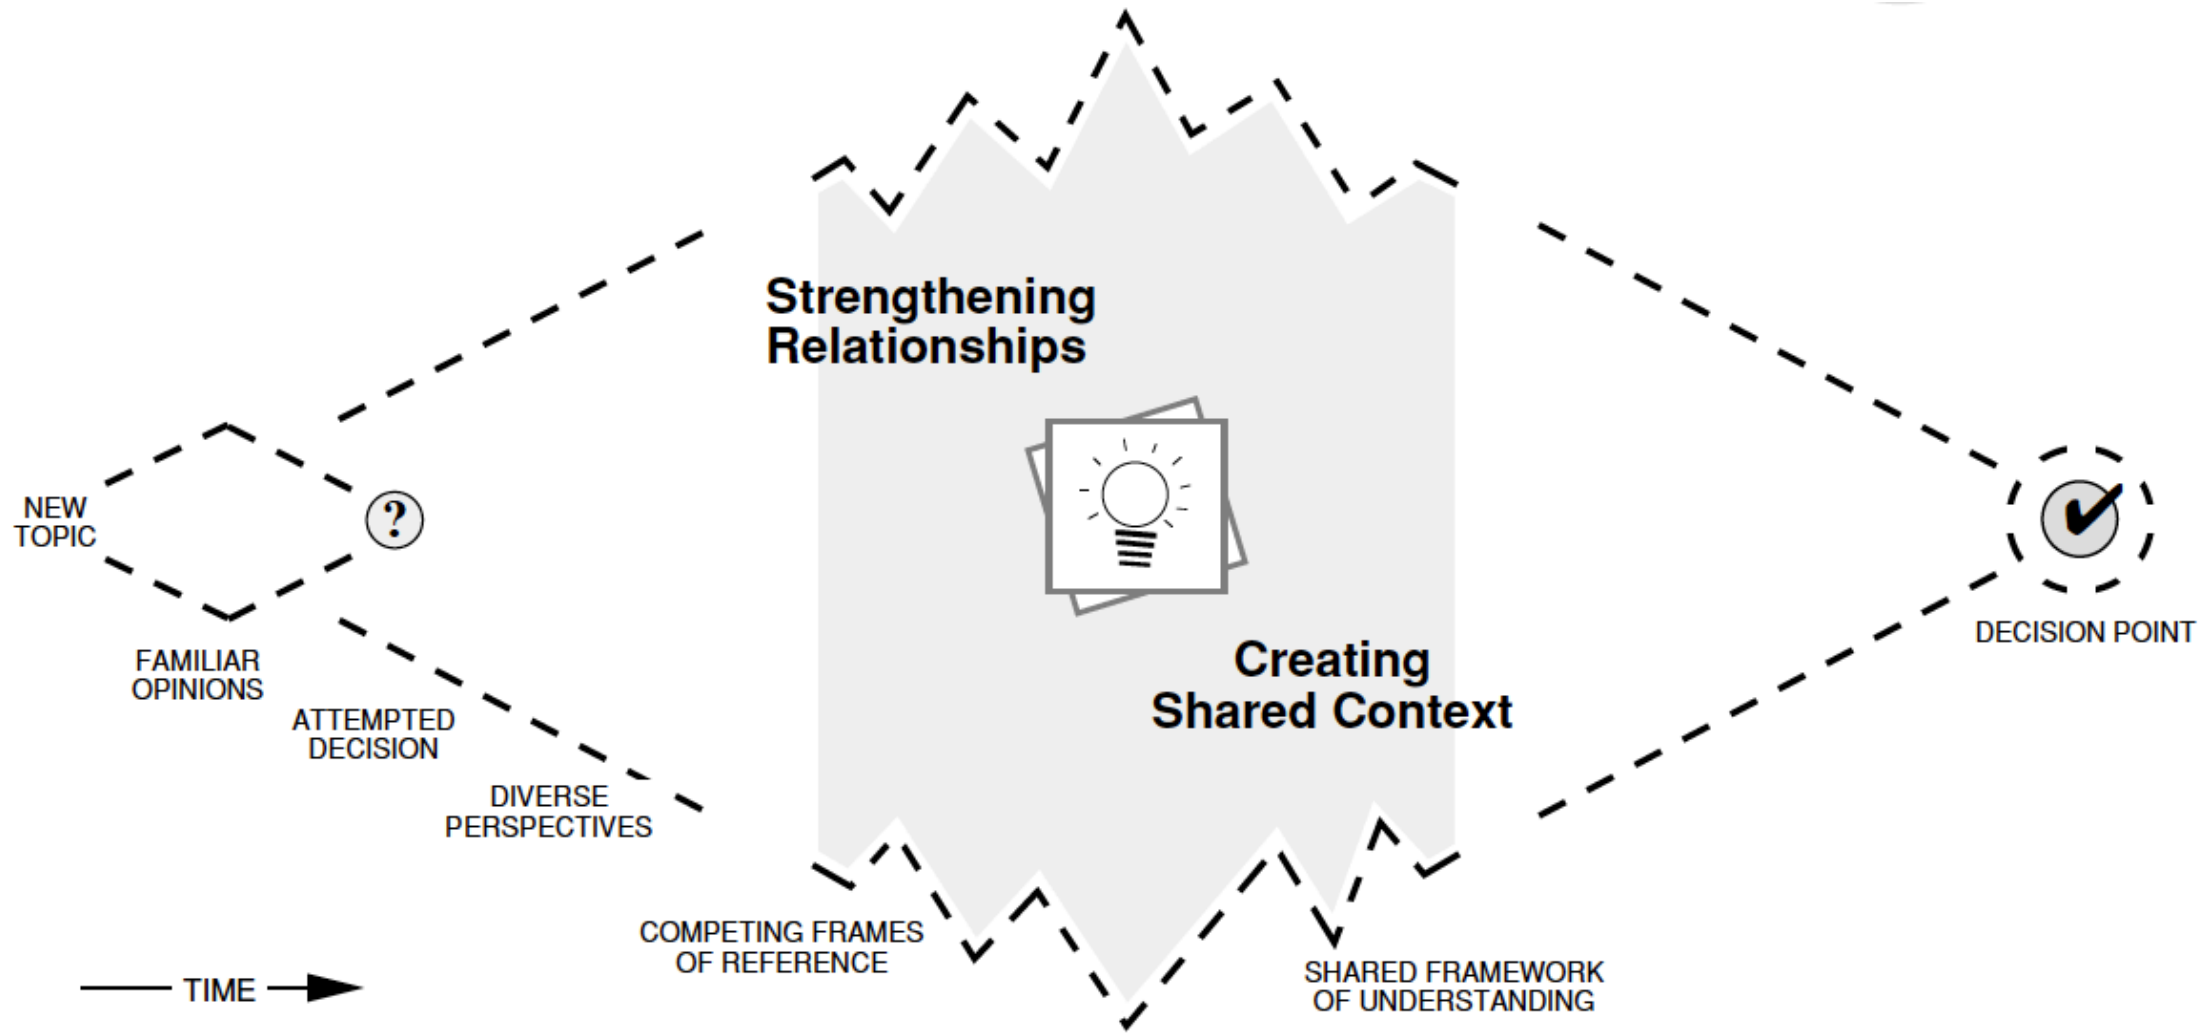 Strengthening
Relationships
?
NEW
TOPIC
Creating
Shared Context
DECISION POINT
FAMILIAR
OPINIONS
ATTEMPTED
DECISION
DIVERSE
PERSPECTIVES
COMPETING FRAMES
OF REFERENCE
SHARED FRAMEWORK
OF UNDERSTANDING
TIME